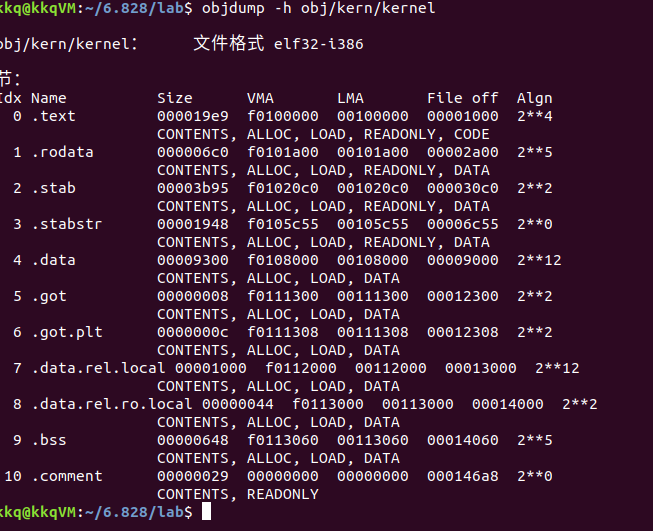 kkq@kkqVM:~/6.828/lab$ objdump -h obj/kern/kernel
obj/kern/kernel：     文件格式 elf32-i386
节：
Idx Name          Size      VMA       LMA       File off  Algn
  0 .text         000019e9  f0100000  00100000  00001000  2**4
                  CONTENTS, ALLOC, LOAD, READONLY, CODE
  1 .rodata       000006c0  f0101a00  00101a00  00002a00  2**5
                  CONTENTS, ALLOC, LOAD, READONLY, DATA
  2 .stab         00003b95  f01020c0  001020c0  000030c0  2**2
                  CONTENTS, ALLOC, LOAD, READONLY, DATA
  3 .stabstr      00001948  f0105c55  00105c55  00006c55  2**0
                  CONTENTS, ALLOC, LOAD, READONLY, DATA
  4 .data         00009300  f0108000  00108000  00009000  2**12
                  CONTENTS, ALLOC, LOAD, DATA
  5 .got          00000008  f0111300  00111300  00012300  2**2
                  CONTENTS, ALLOC, LOAD, DATA
  6 .got.plt      0000000c  f0111308  00111308  00012308  2**2
                  CONTENTS, ALLOC, LOAD, DATA
  7 .data.rel.local 00001000  f0112000  00112000  00013000  2**12
                  CONTENTS, ALLOC, LOAD, DATA
  8 .data.rel.ro.local 00000044  f0113000  00113000  00014000  2**2
                  CONTENTS, ALLOC, LOAD, DATA
  9 .bss          00000648  f0113060  00113060  00014060  2**5
                  CONTENTS, ALLOC, LOAD, DATA
 10 .comment      00000029  00000000  00000000  000146a8  2**0
                  CONTENTS, READONLY
kkq@kkqVM:~/6.828/lab$